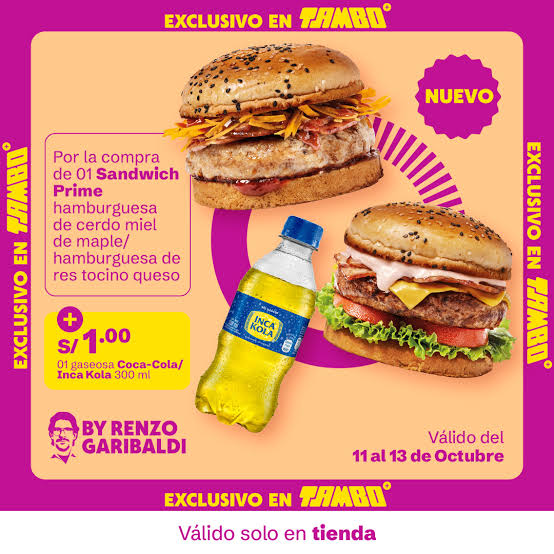 EXCLUSIVO EN TAMBO+
NUEVO
Por la compra
de 01 Sandwich
Prime
hamburguesa
de cerdo miel
de maple/
hamburguesa de
res tocino queso
+
S/1.00
01 gaseosa Coca-Cola/
Inca Kola 300 ml
INCA
KOLA
BY RENZO
GARIBALDI
Válido del
11 al 13 de Octubre
EXCLUSIVO EN TAMBO+
EXCLUSIVO EN TAMBO+
EXCLUSIVO EN TAMBO+
Válido solo en tienda